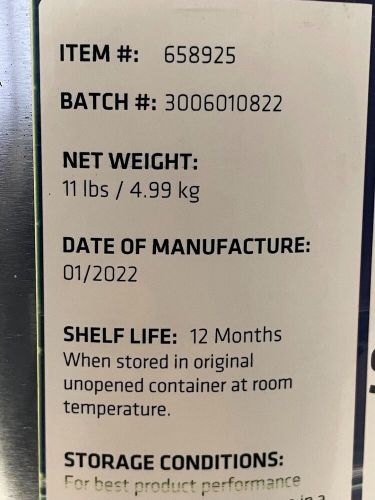 ITEM #: 658925
BATCH #: 3006010822
NET WEIGHT:
11 lbs / 4.99 kg
DATE OF MANUFACTURE:
01/2022
SHELF LIFE: 12 Months
When stored in original
unopened container at room
temperature.
STORAGE CONDITIONS:
For best product performance
in a